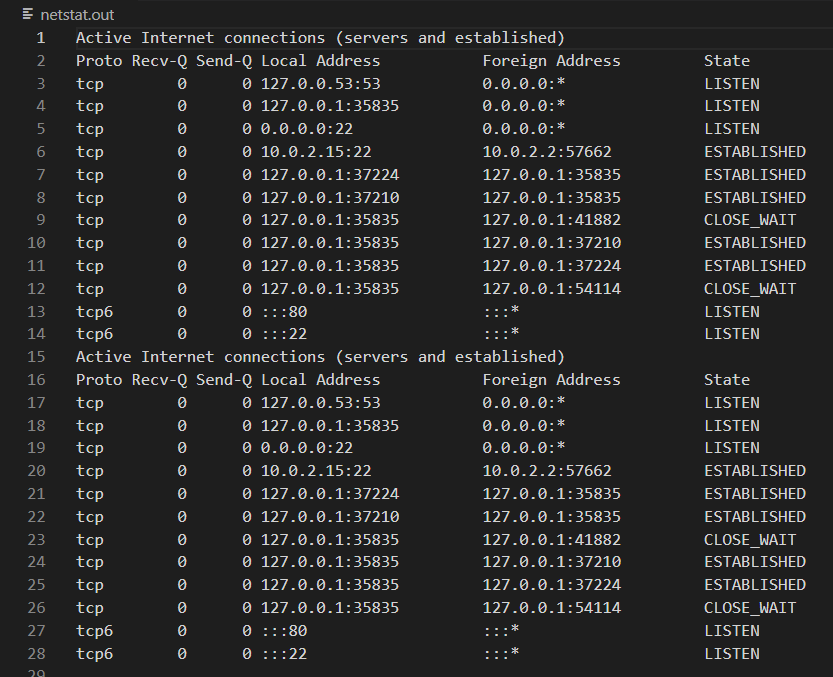 netstat.out
1 Active Internet connections (servers and established)
2 Proto Recv-Q Send-Q Local Address Foreign Address State
3 tcp 0 0 127.0.0.53:53 0.0.0.0:* LISTEN
4 tcp 0 0 127.0.0.1:35835 0.0.0.0:* LISTEN
5 tcp 0 0 0.0.0.0:22 0.0.0.0:* LISTEN
6 tcp 0 0 10.0.2.15:22 10.0.2.2:57662 ESTABLISHED
7 tcp 0 0 127.0.0.1:37224 127.0.0.1:35835 ESTABLISHED
8 tcp 0 0 127.0.0.1:37210 127.0.0.1:35835 ESTABLISHED
9 tcp 0 0 127.0.0.1:35835 127.0.0.1:41882 CLOSE_WAIT
10 tcp 0 0 127.0.0.1:35835 127.0.0.1:37210 ESTABLISHED
11 tcp 0 0 127.0.0.1:35835 127.0.0.1:37224 ESTABLISHED
12 tcp 0 0 127.0.0.1:35835 127.0.0.1:54114 CLOSE_WAIT
13 tcp6 0 0 :::80 :::* LISTEN
14 tcp6 0 0 :::22 :::* LISTEN
15 Active Internet connections (servers and established)
16 Proto Recv-Q Send-Q Local Address Foreign Address State
17 tcp 0 0 127.0.0.53:53 0.0.0.0:* LISTEN
18 tcp 0 0 127.0.0.1:35835 0.0.0.0:* LISTEN
19 tcp 0 0 0.0.0.0:22 0.0.0.0:* LISTEN
20 tcp 0 0 10.0.2.15:22 10.0.2.2:57662 ESTABLISHED
21 tcp 0 0 127.0.0.1:37224 127.0.0.1:35835 ESTABLISHED
22 tcp 0 0 127.0.0.1:37210 127.0.0.1:35835 ESTABLISHED
23 tcp 0 0 127.0.0.1:35835 127.0.0.1:41882 CLOSE_WAIT
24 tcp 0 0 127.0.0.1:35835 127.0.0.1:37210 ESTABLISHED
25 tcp 0 0 127.0.0.1:35835 127.0.0.1:37224 ESTABLISHED
26 tcp 0 0 127.0.0.1:35835 127.0.0.1:54114 CLOSE_WAIT
27 tcp6 0 0 :::80 :::* LISTEN
28 tcp6 0 0 :::22 :::* LISTEN
29